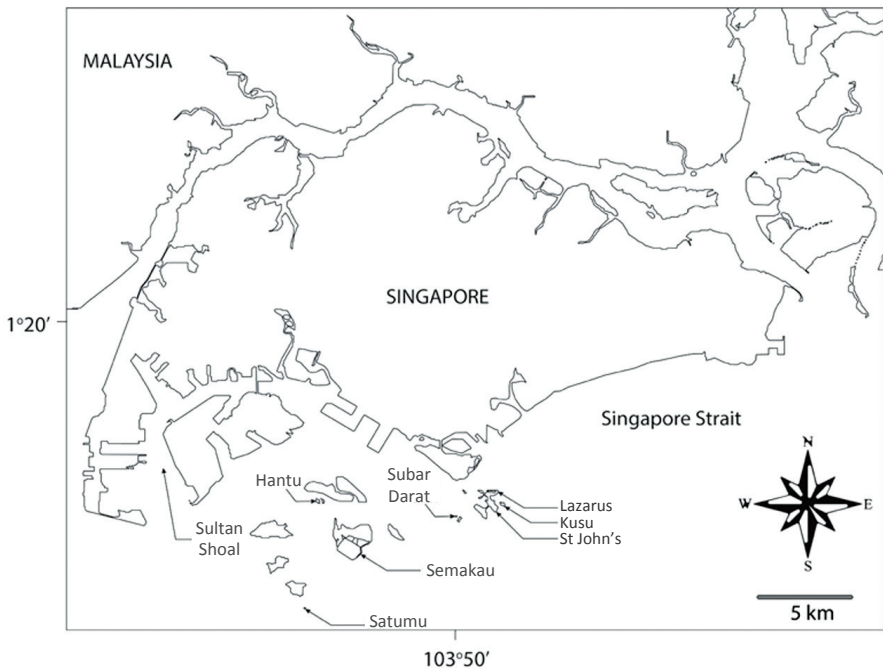 MALAYSIA
SINGAPORE
1°20’
Singapore Strait
N
Hantu
Subar
Darat
Lazarus
Kusu
St John’s
W
E
Sultan
Shoal
Semakau
S
Satumu
5 km
103°50’